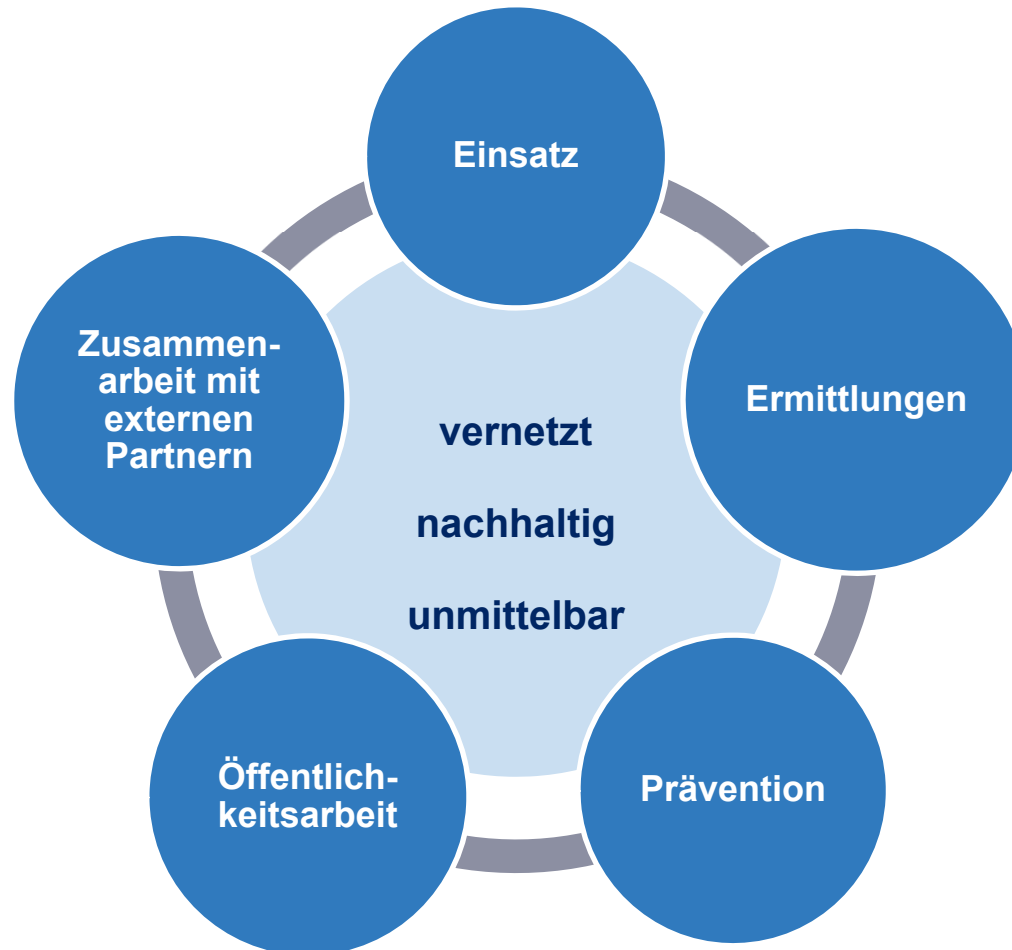 Einsatz
Zusammen-
arbeit mit
externen
Partnern
Ermittlungen
vernetzt
nachhaltig
unmittelbar
Öffentlich-
keitsarbeit
Prävention